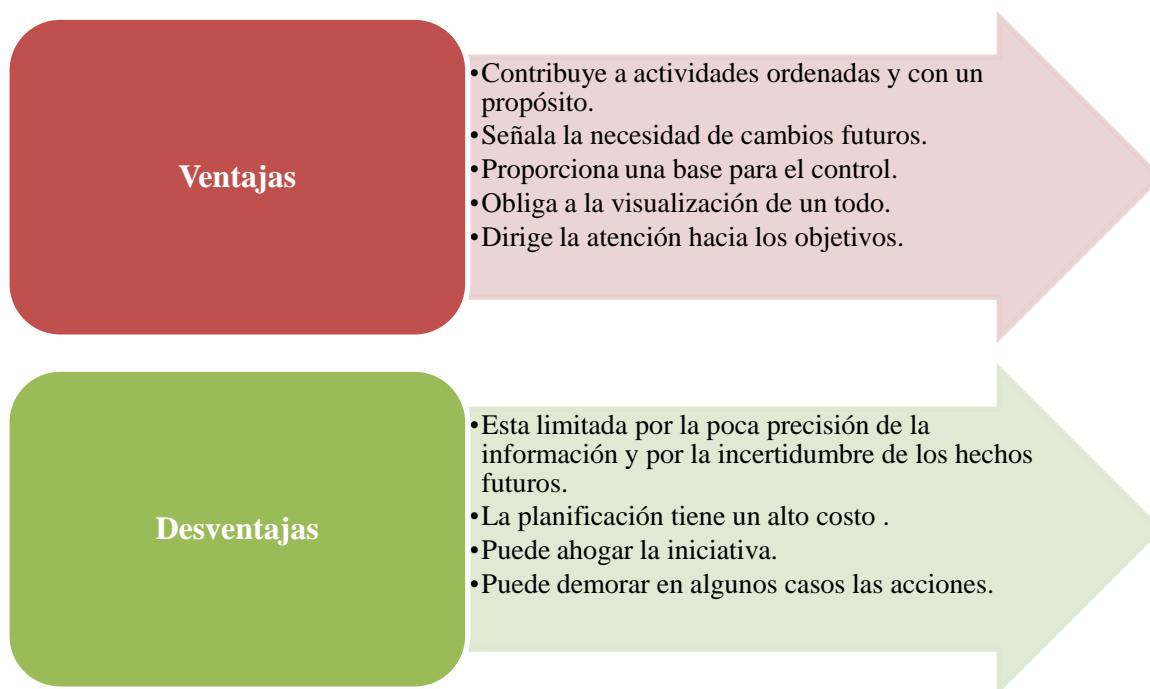 Ventajas
•Contribuye a actividades ordenadas y con un
propósito.
•Señala la necesidad de cambios futuros.
•Proporciona una base para el control.
•Obliga a la visualización de un todo.
•Dirige la atención hacia los objetivos.
Desventajas
•Esta limitada por la poca precisión de la
información y por la incertidumbre de los hechos
futuros.
•La planificación tiene un alto costo .
•Puede ahogar la iniciativa.
•Puede demorar en algunos casos las acciones.